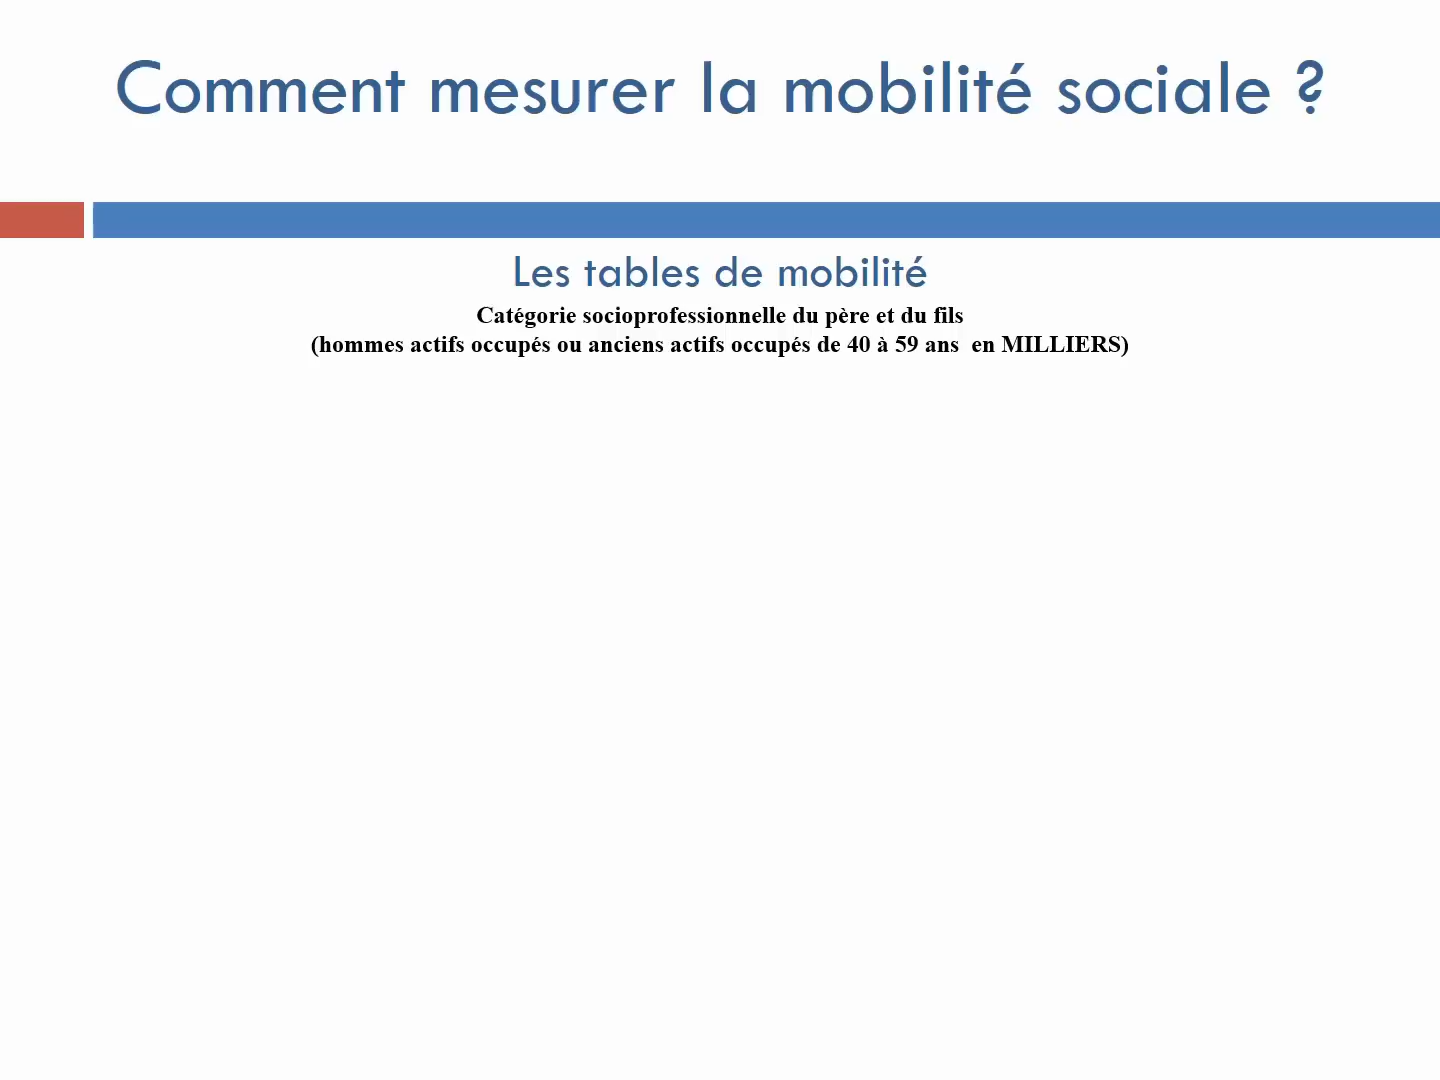 Comment mesurer la mobilité sociale ?
Les tables de mobilité
Catégorie socioprofessionnelle du père et du fils
(hommes actifs occupés ou anciens actifs occupés de 40 à 59 ans  en MILLIERS)